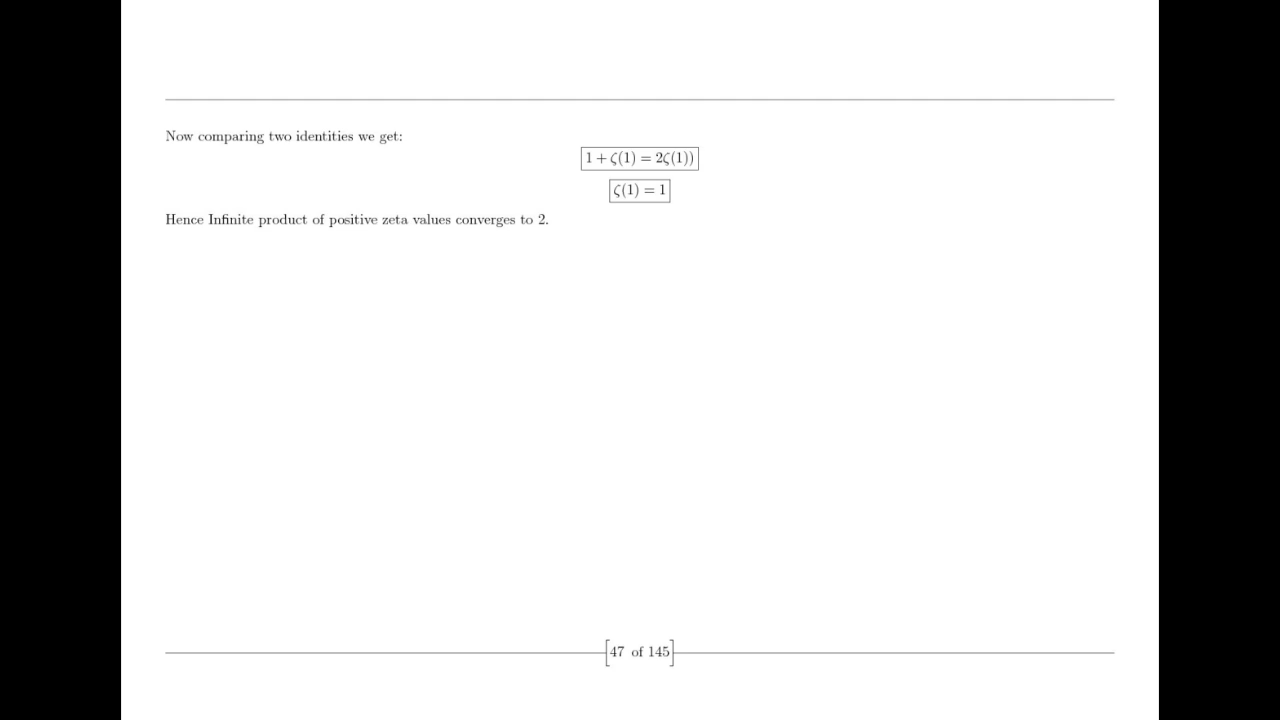 Now comparing two identities we get:
1 + ζ(1) = 2ζ(1))
ζ(1) = 1
Hence Infinite product of positive zeta values converges to 2.
[47 of 145]